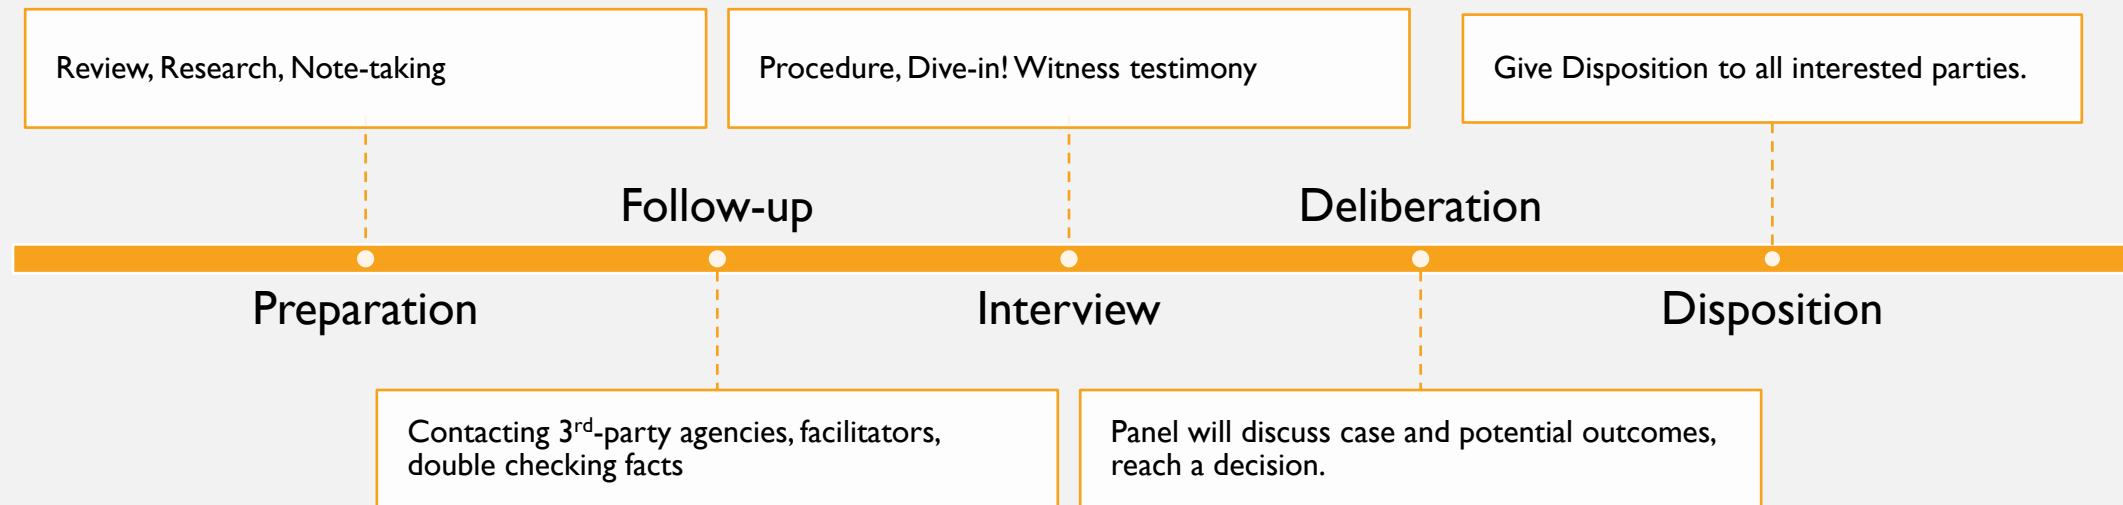 Review, Research, Note-taking
Procedure, Dive-in! Witness testimony
Give Disposition to all interested parties.
Follow-up
Deliberation
Preparation
Interview
Disposition
Contacting 3rd-party agencies, facilitators,
double checking facts
Panel will discuss case and potential outcomes,
reach a decision.